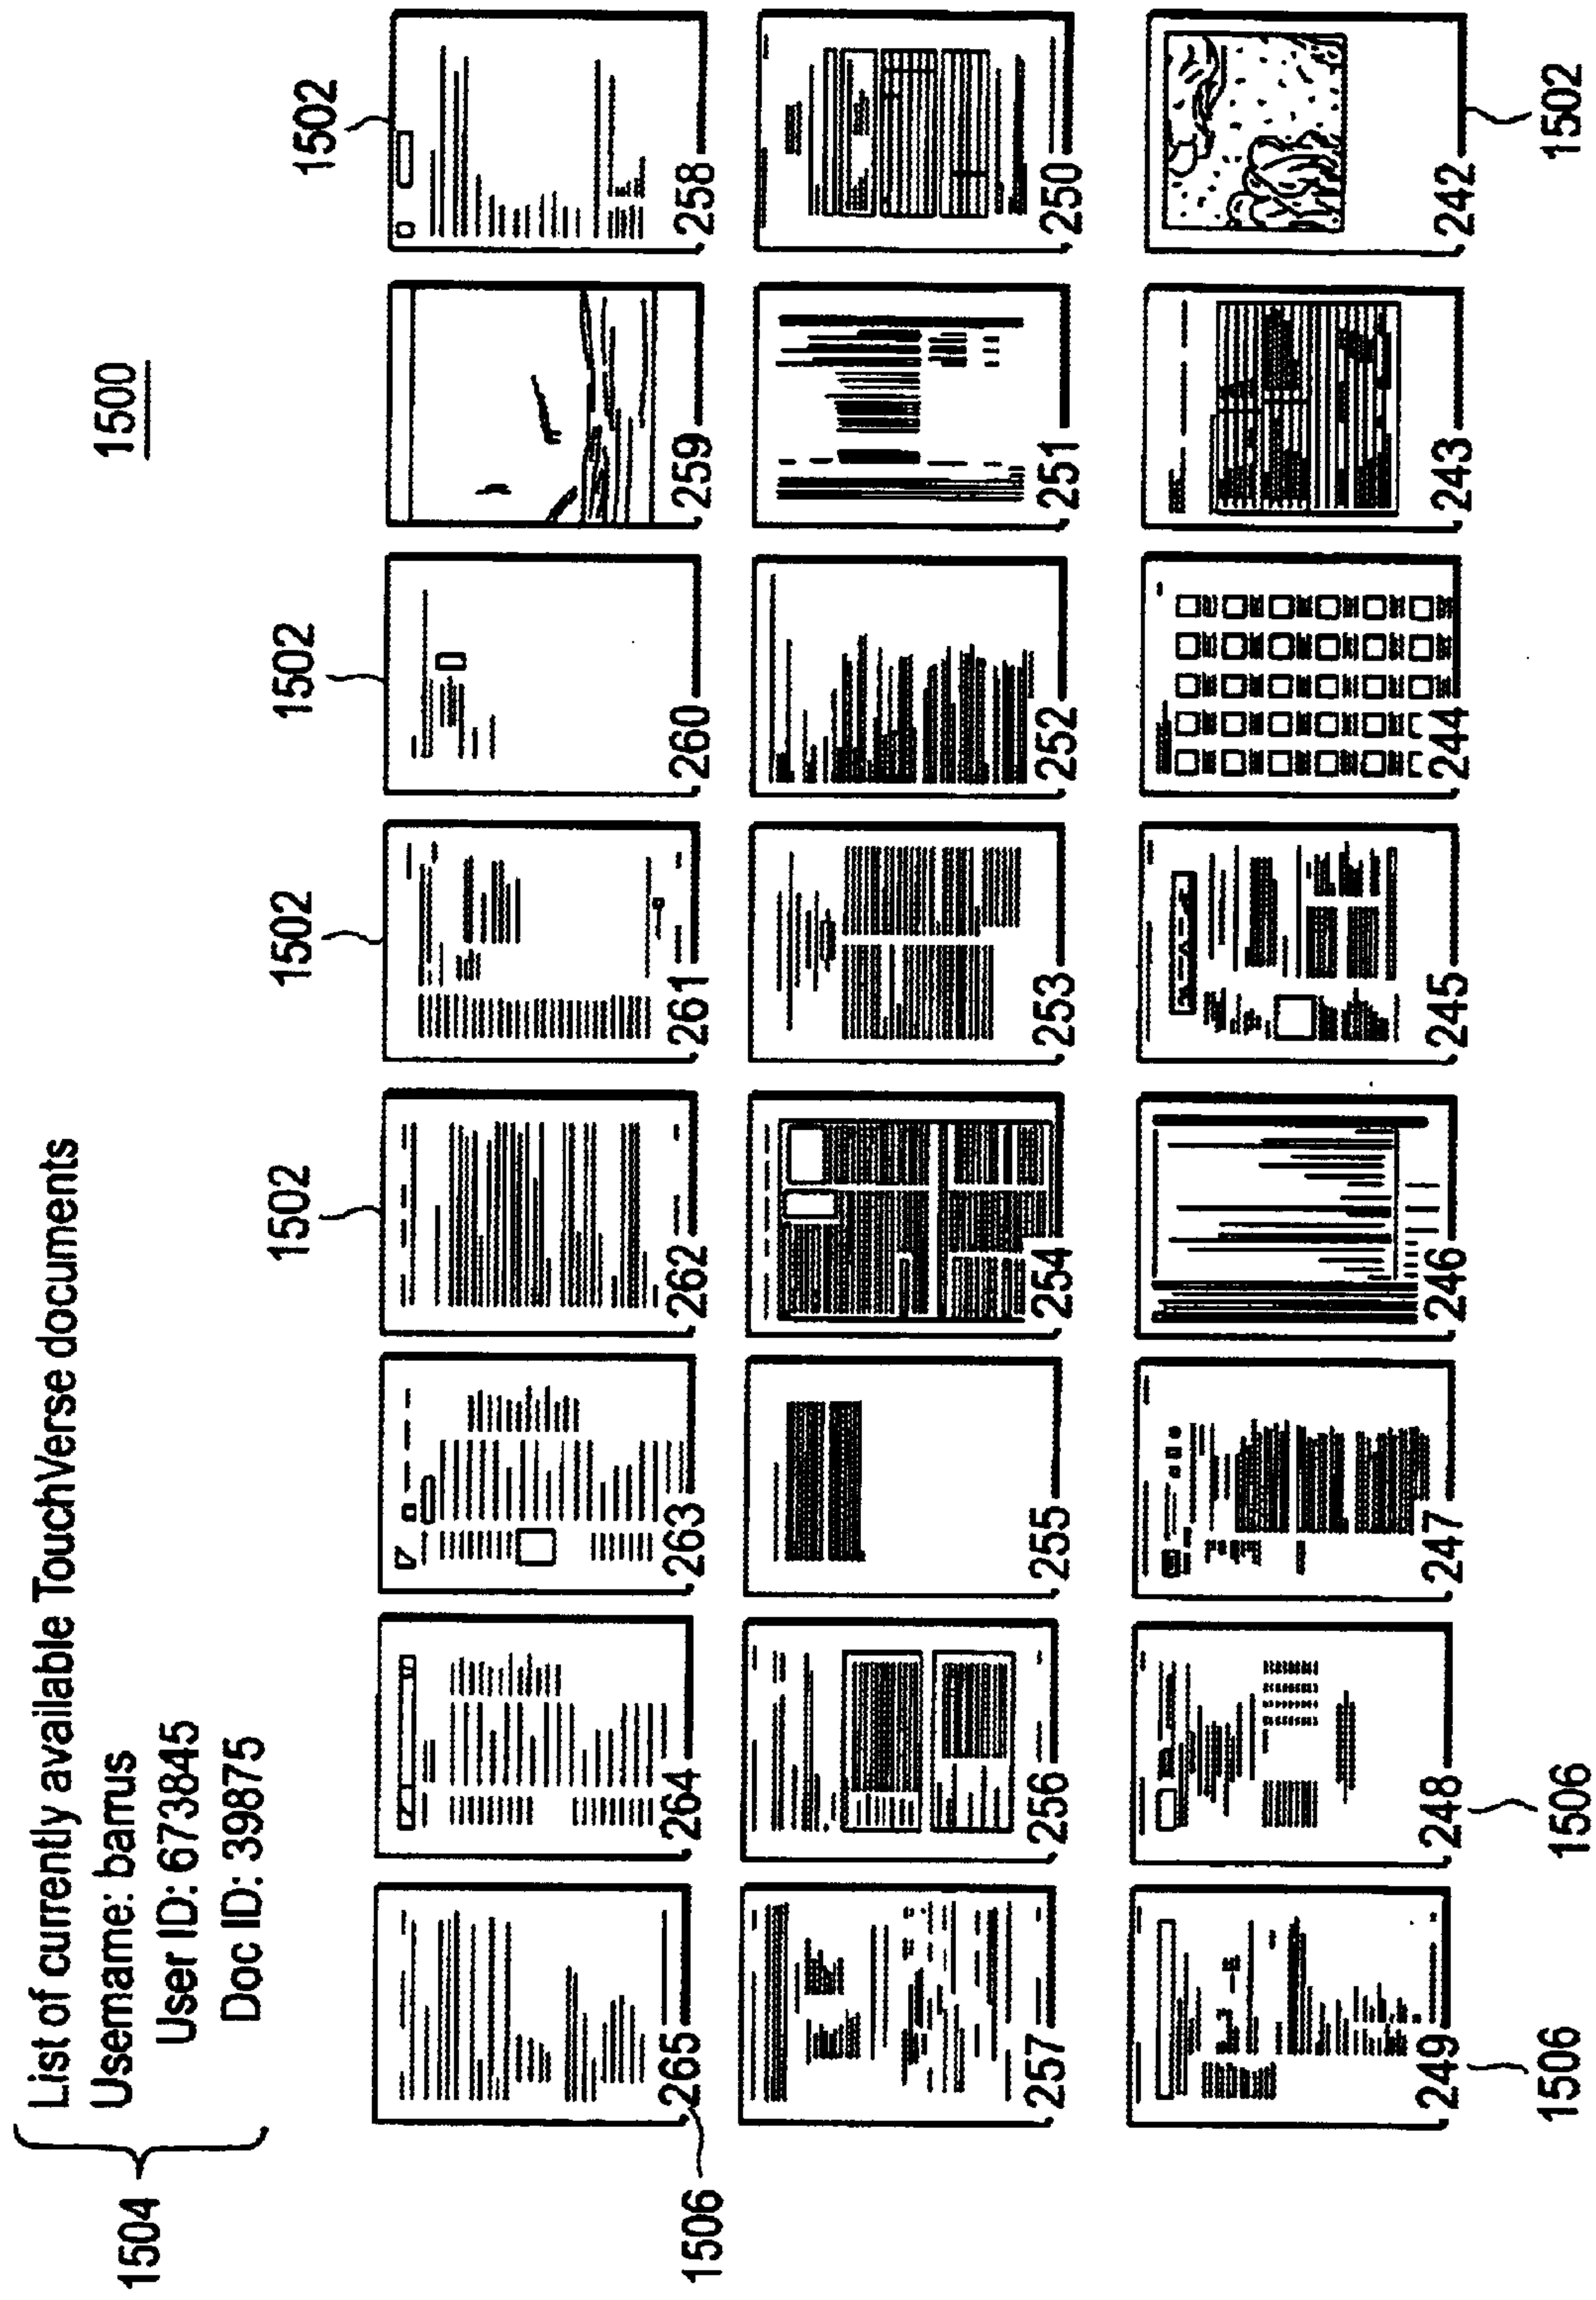 List of currently available TouchVerse documents
Username: barrus
User ID: 673845
Doc ID: 39875
1504
1500
1502 1502 1502 1502
265 264 263 262 261 260 259 258
1506
257 256 255 254 253 252 251 250
249 248 247 246 245 244 243 242
1506 1506 1502